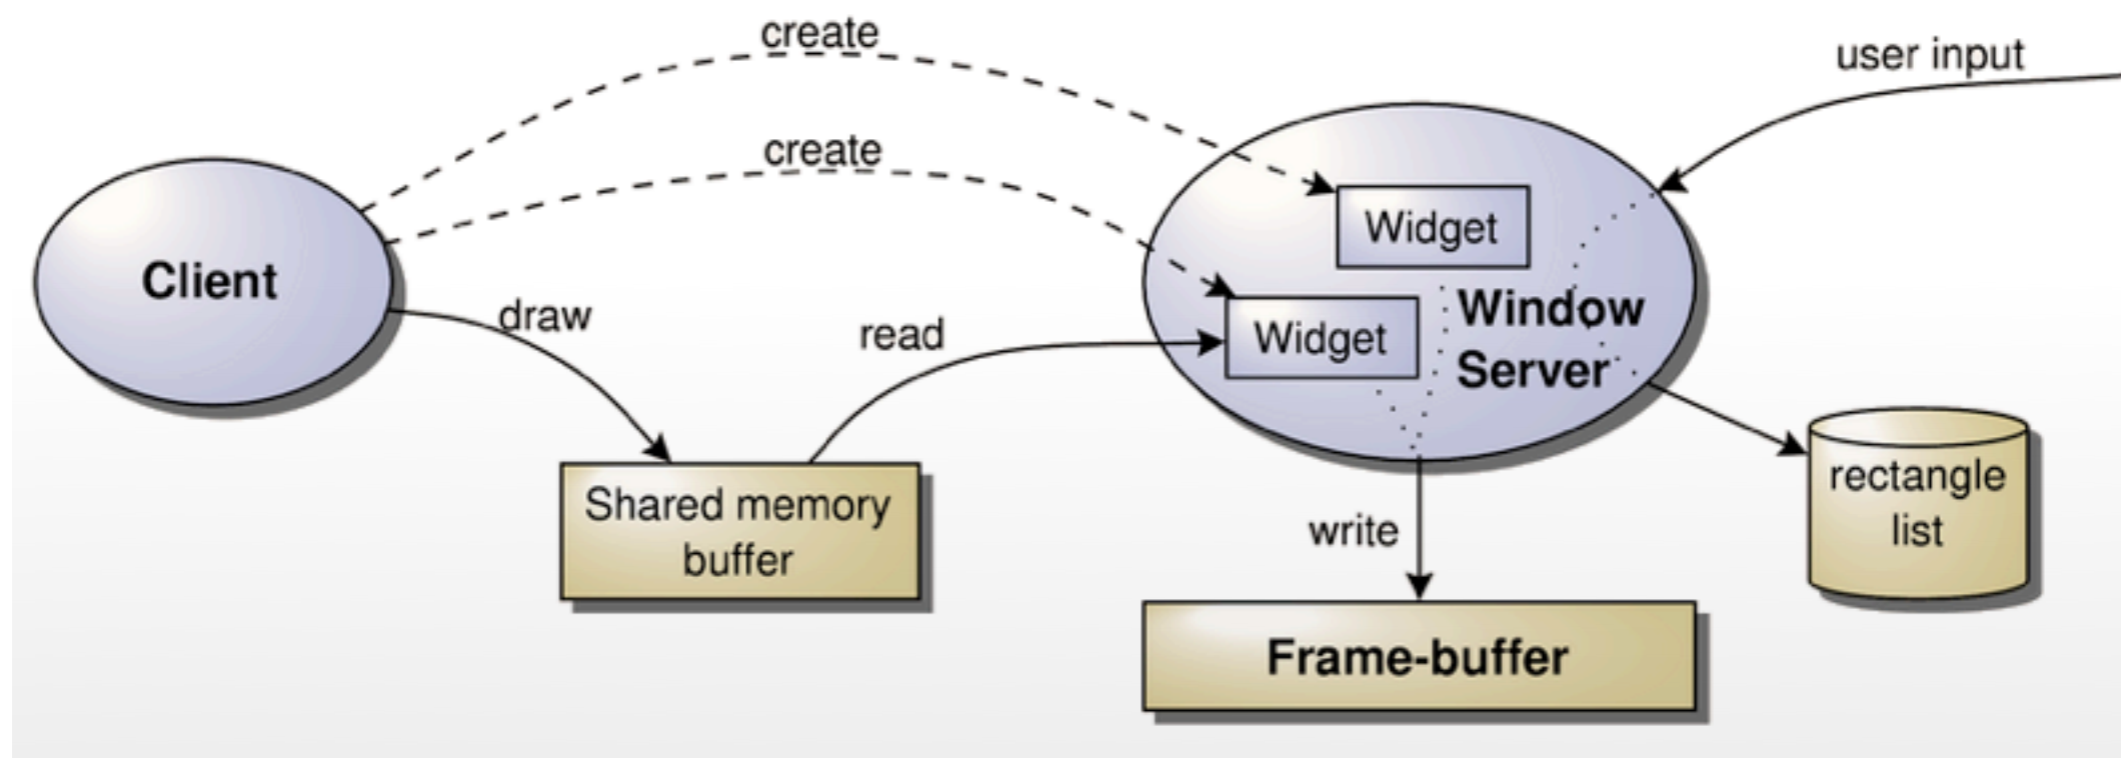 create
user input
create
Widget
Client
Window
Server
draw
read
Widget
rectangle
list
Shared memory
buffer
write
Frame-buffer